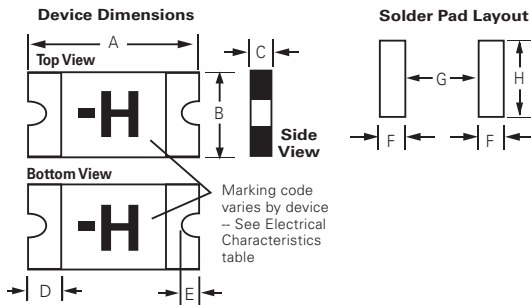 Device Dimensions
A
Top View
-H
B
C
Side
View
Bottom View
-H
D
E
Marking code
varies by device
-- See Electrical
Characteristics
table
Solder Pad Layout
G
H
F
F